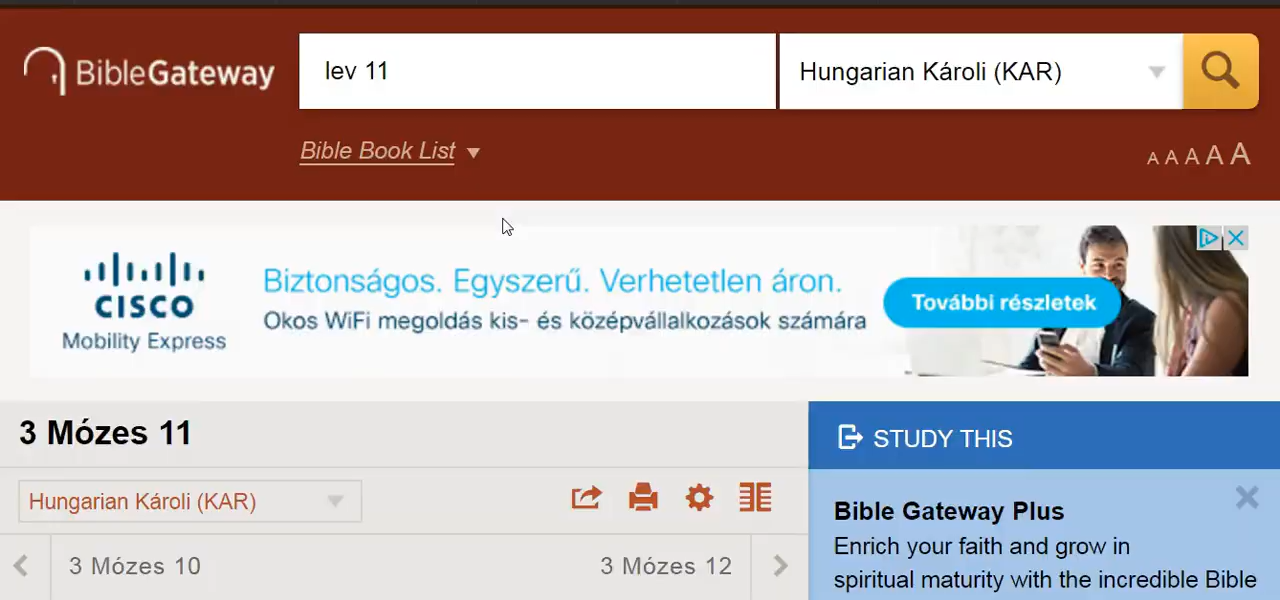 BibleGateway
lev 11
Hungarian Károli (KAR)
Bible Book List
A A A A A
CISCO
Mobility Express
Biztonságos. Egyszerű. Verhetetlen áron.
Okos WiFi megoldás kis- és középvállalkozások számára
További részletek
3 Mózes 11
STUDY THIS
Hungarian Károli (KAR)
Bible Gateway Plus
Enrich your faith and grow in
spiritual maturity with the incredible Bible
3 Mózes 10
3 Mózes 12